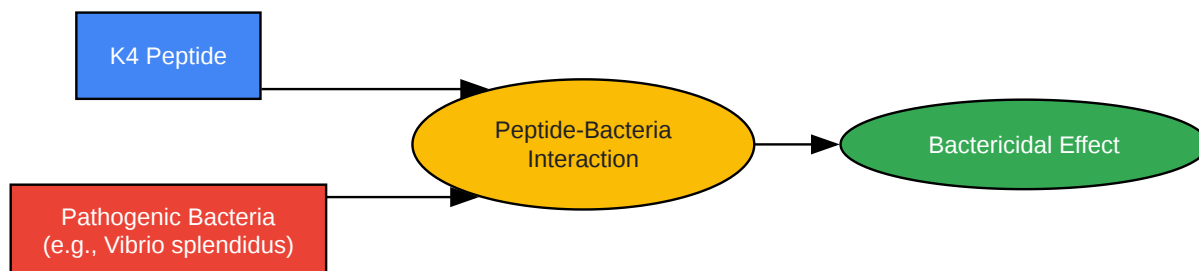 K4 Peptide
Peptide-Bacteria
Interaction
Bactericidal Effect
Pathogenic Bacteria
(e.g., Vibrio splendidus)